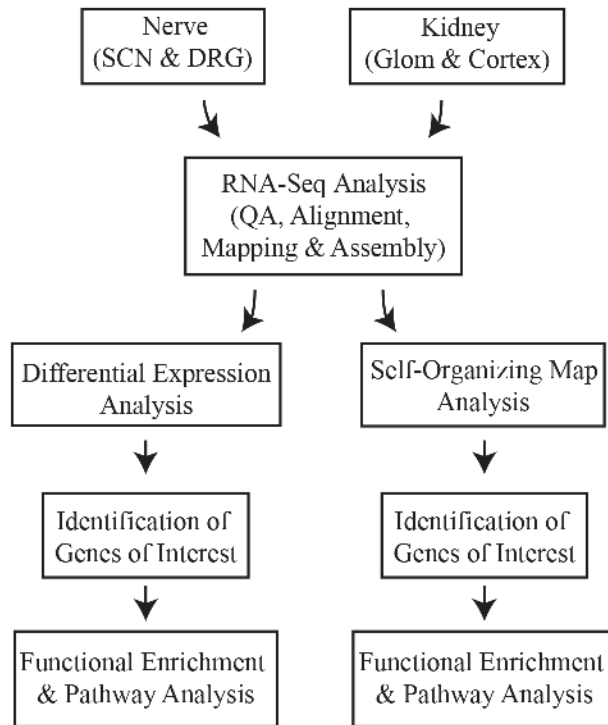 Nerve
(SCN & DRG)
Kidney
(Glom & Cortex)
RNA-Seq Analysis
(QA, Alignment,
Mapping & Assembly)
Differential Expression
Analysis
Self-Organizing Map
Analysis
Identification of
Genes of Interest
Identification of
Genes of Interest
Functional Enrichment
& Pathway Analysis
Functional Enrichment
& Pathway Analysis